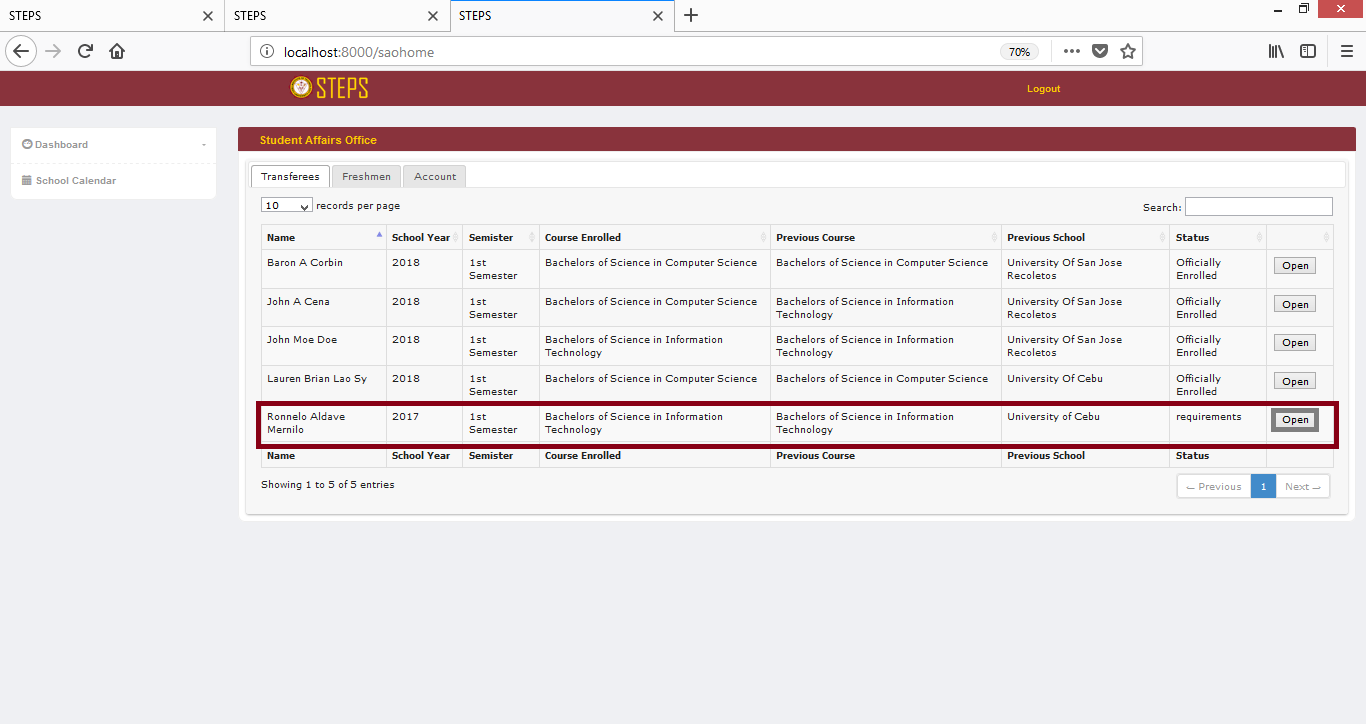 STEPS
STEPS
STEPS
localhost:8000/saohome
70%
STEPS
Logout
Dashboard
School Calendar
Student Affairs Office
Transferees Freshmen Account
10 records per page
Search:
Name School Year Semister Course Enrolled Previous Course Previous School Status
Baron A Corbin 2018 1st Semester Bachelors of Science in Computer Science Bachelors of Science in Computer Science University Of San Jose Recoletos Officially Enrolled Open
John A Cena 2018 1st Semester Bachelors of Science in Computer Science Bachelors of Science in Information Technology University Of San Jose Recoletos Officially Enrolled Open
John Moe Doe 2018 1st Semester Bachelors of Science in Information Technology Bachelors of Science in Information Technology University Of San Jose Recoletos Officially Enrolled Open
Lauren Brian Lao Sy 2018 1st Semester Bachelors of Science in Computer Science Bachelors of Science in Computer Science University Of Cebu Officially Enrolled Open
Ronnelo Aldave Mernilo 2017 1st Semester Bachelors of Science in Information Technology Bachelors of Science in Information Technology University of Cebu requirements Open
Name School Year Semister Course Enrolled Previous Course Previous School Status
Showing 1 to 5 of 5 entries
Previous 1 Next